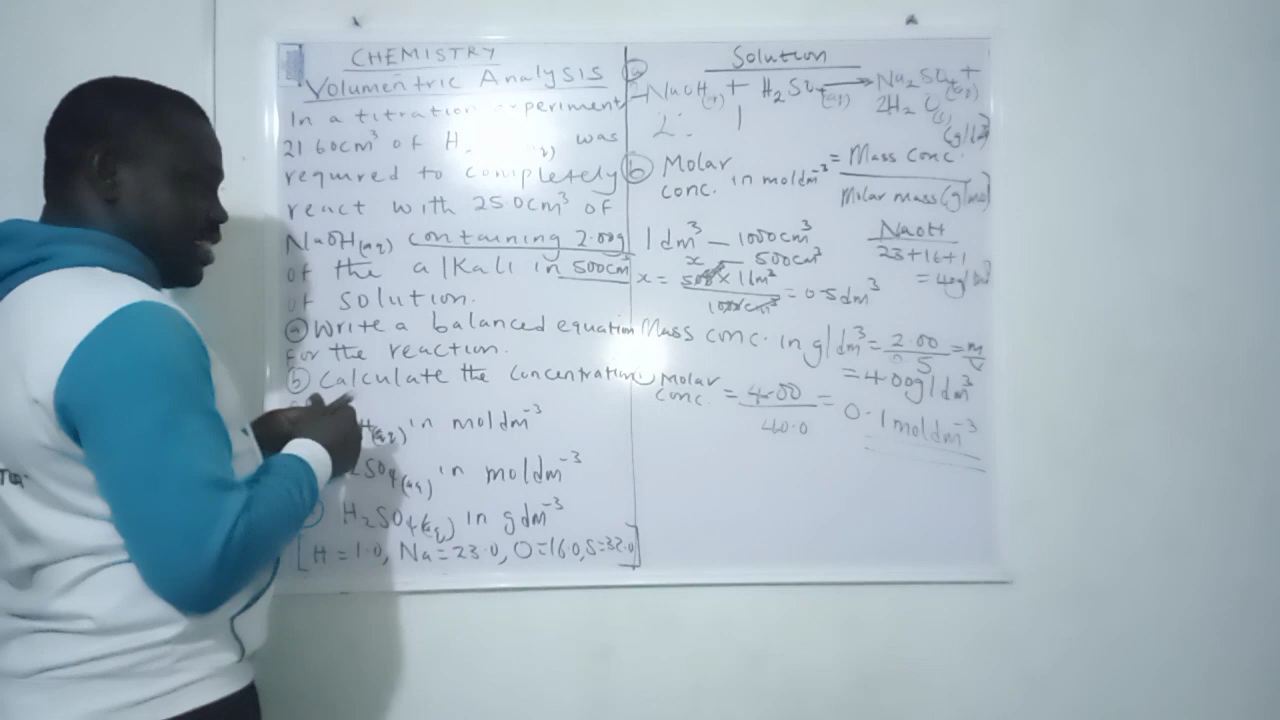 CHEMISTRY
Volumentric Analysis
In a titration experiment
21.60cm³ of H
was
required to completely
react with 25.0cm³ of
NaOH(aq) containing 2.00g
of the alkali in 500cm³
of solution.
(a) Write a balanced equation
for the reaction.
(b) Calculate the concentration
in moldm⁻³
SO₄(aq) in moldm⁻³
H₂SO₄(aq) in gdm⁻³
[H = 1.0, Na = 23.0, O = 16.0, S = 32.0]
Solution
(a) NaOH(aq) + H₂SO₄(aq) → Na₂SO₄(aq) +
2H₂O(l)
2 : 1
(b) Molar conc. in moldm⁻³ = Mass conc. (g/dm³)
Molar mass (g/mol)
1dm³ — 1000cm³
x — 500cm³
x = 500 × 1dm³
1000cm³ = 0.5dm³
NaOH
23+16+1
= 40g/mol
Mass conc. in g/dm³ = 2.00 = m
0.5 v
= 4.00g/dm³
Molar conc. = 4.00 =
40.0
0.1moldm⁻³